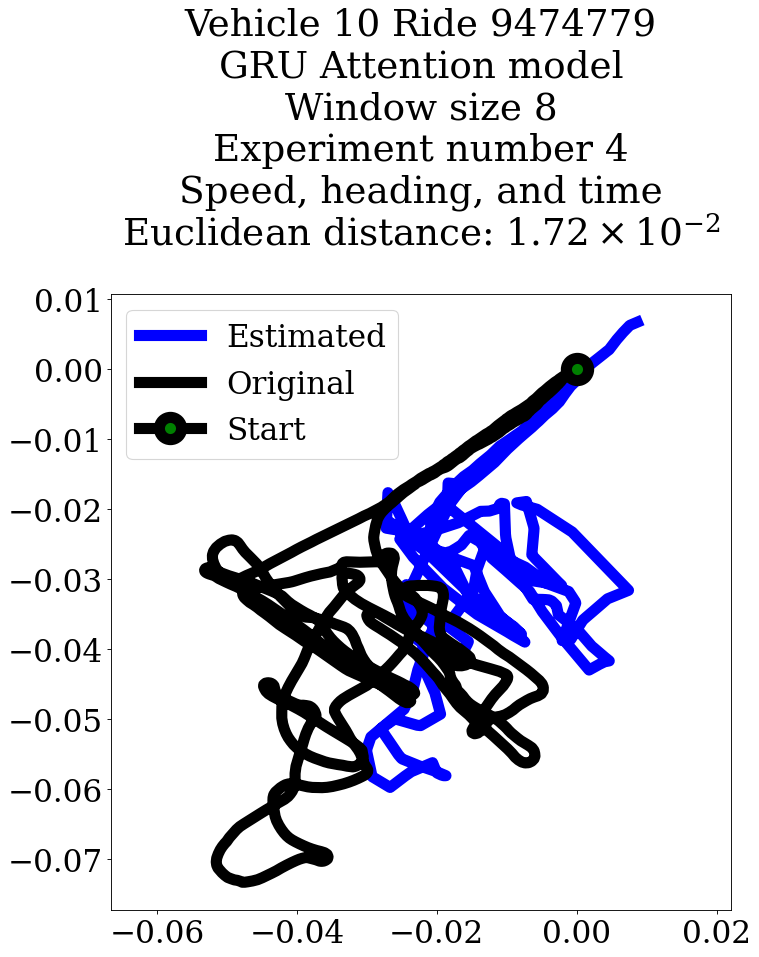 Vehicle 10 Ride 9474779
GRU Attention model
Window size 8
Experiment number 4
Speed, heading, and time
Euclidean distance: 1.72 × 10⁻²
Estimated
Original
Start
0.01
0.00
−0.01
−0.02
−0.03
−0.04
−0.05
−0.06
−0.07
−0.06 −0.04 −0.02 0.00 0.02